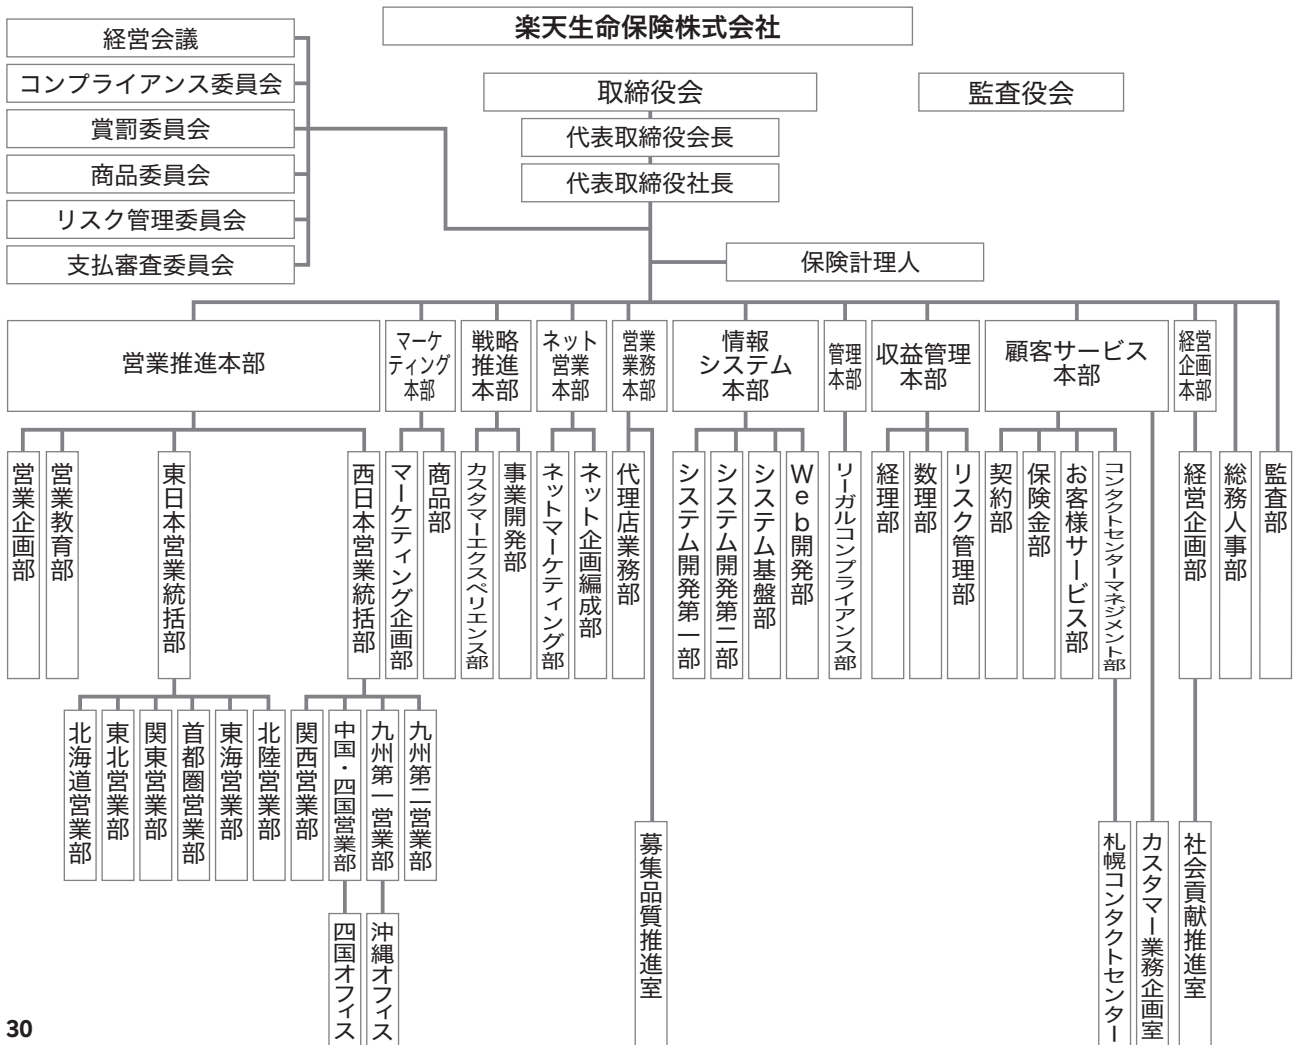 楽天生命保険株式会社
経営会議
コンプライアンス委員会
賞罰委員会
商品委員会
リスク管理委員会
支払審査委員会
取締役会
監査役会
代表取締役会長
代表取締役社長
保険計理人
営業推進本部
マーケ
ティング
本部
戦略
推進
本部
ネット
営業
本部
営業
業務
本部
情報
システム
本部
管理
本部
収益管理
本部
顧客サービス
本部
経営
企画
本部
営業企画部
営業教育部
東日本営業統括部
西日本営業統括部
マーケティング企画部
商品部
カスタマーエクスペリエンス部
事業開発部
ネットマーケティング部
ネット企画編成部
代理店業務部
システム開発第一部
システム開発第二部
システム基盤部
Web開発部
リーガルコンプライアンス部
経理部
数理部
リスク管理部
契約部
保険金部
お客様サービス部
コンタクトセンターマネジメント部
経営企画部
総務人事部
監査部
北海道営業部
東北営業部
関東営業部
首都圏営業部
東海営業部
北陸営業部
関西営業部
中国・四国営業部
九州第一営業部
九州第二営業部
募集品質推進室
札幌コンタクトセンター
カスタマー業務企画室
社会貢献推進室
四国オフィス
沖縄オフィス
30